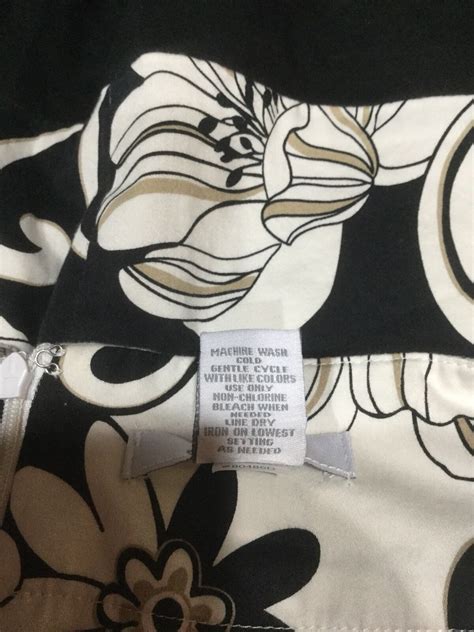 MACHINE WASH
COLD
GENTLE CYCLE
WITH LIKE COLORS
USE ONLY
NON-CHLORINE
BLEACH WHEN
NEEDED
LINE DRY
IRON ON LOWEST
SETTING
AS NEEDED